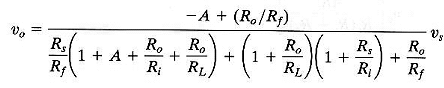 v_o = \frac{-A + (R_o/R_f)}{\frac{R_s}{R_f}\left(1 + A + \frac{R_o}{R_i} + \frac{R_o}{R_L}\right) + \left(1 + \frac{R_o}{R_L}\right)\left(1 + \frac{R_s}{R_i}\right) + \frac{R_o}{R_f}} v_s